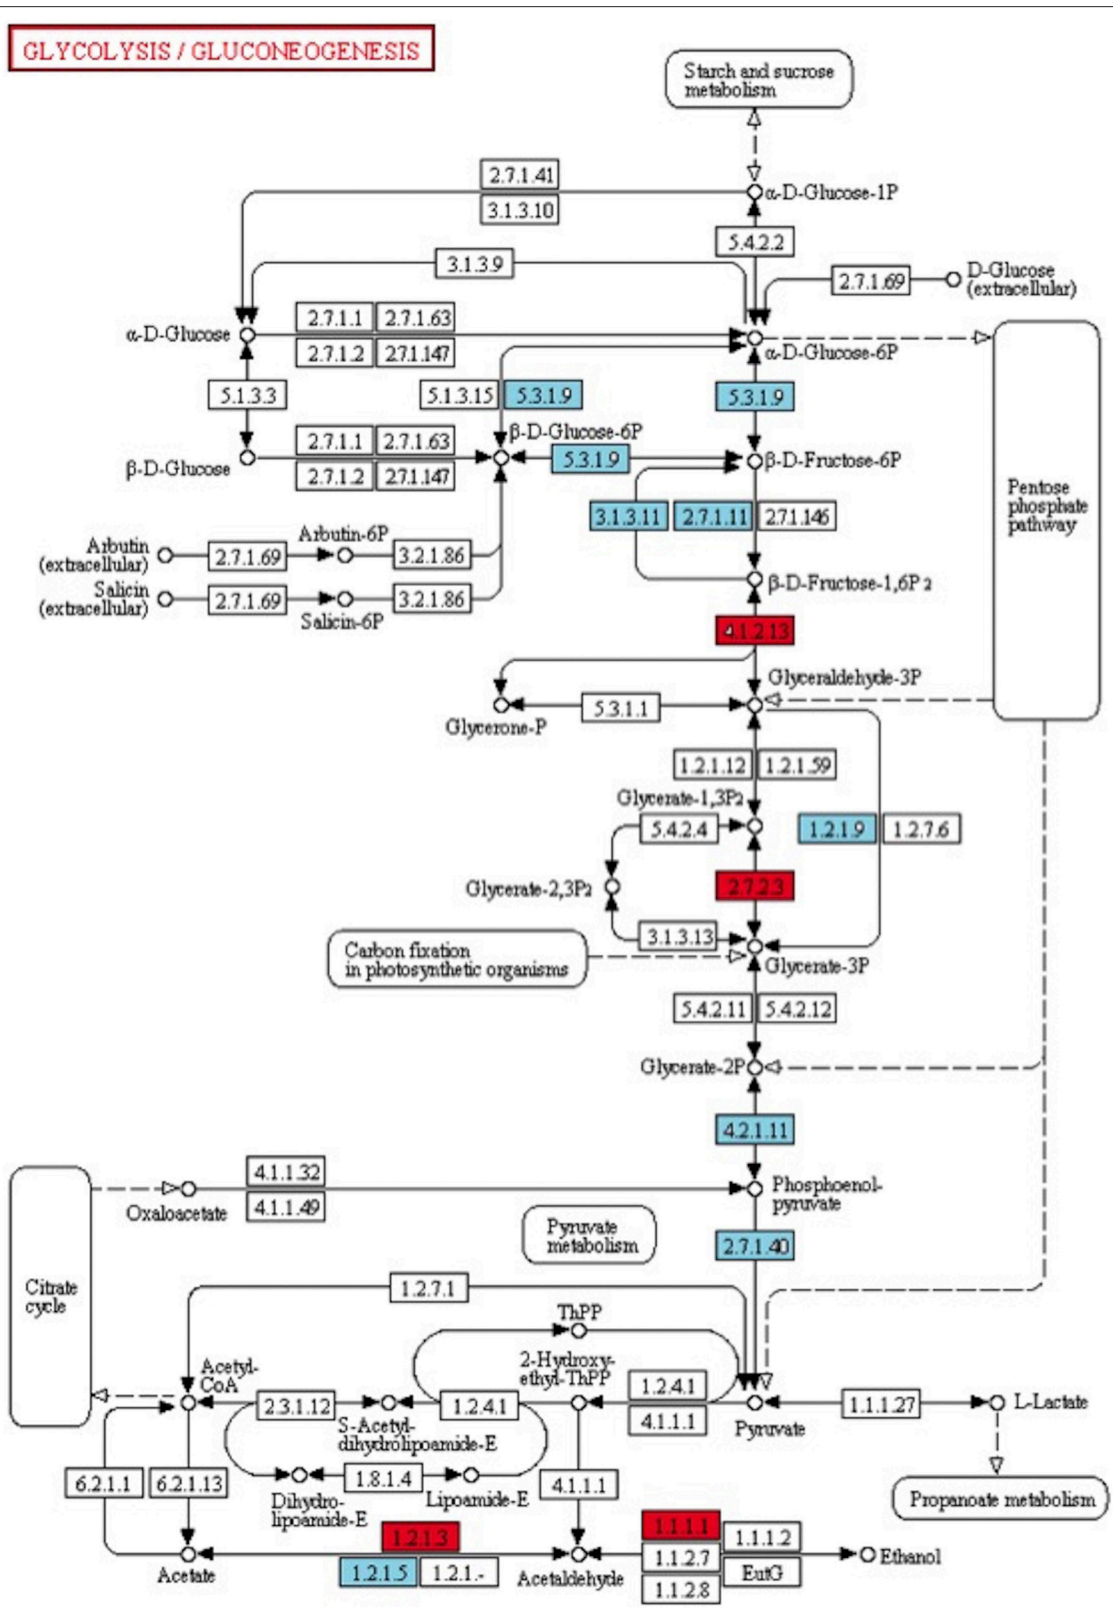 GLYCOLYSIS / GLUCONEOGENESIS
Starch and sucrose
metabolism
2.7.1.41
α-D-Glucose-1P
3.1.3.10
5.4.2.2
3.1.3.9
D-Glucose
(extracellular)
2.7.1.69
2.7.1.1
2.7.1.63
α-D-Glucose
2.7.1.2
2.7.1.147
α-D-Glucose-6P
5.1.3.3
5.1.3.15
5.3.1.9
5.3.1.9
β-D-Glucose-6P
2.7.1.1
2.7.1.63
β-D-Glucose
2.7.1.2
2.7.1.147
5.3.1.9
β-D-Fructose-6P
Pentose
phosphate
pathway
3.1.3.11
2.7.1.11
2.7.1.146
Arbutin
(extracellular)
2.7.1.69
Arbutin-6P
3.2.1.86
β-D-Fructose-1,6P2
Salicin
(extracellular)
2.7.1.69
Salicin-6P
3.2.1.86
4.1.2.13
Glyceraldehyde-3P
Glycerone-P
5.3.1.1
1.2.1.12
1.2.1.59
Glycerate-1,3P2
5.4.2.4
1.2.1.9
1.2.7.6
Glycerate-2,3P2
2.7.2.3
3.1.3.13
Carbon fixation
in photosynthetic organisms
Glycerate-3P
5.4.2.11
5.4.2.12
Glycerate-2P
4.2.1.11
4.1.1.32
Oxaloacetate
4.1.1.49
Phosphoenol-
pyruvate
Pyruvate
metabolism
2.7.1.40
Citrate
cycle
1.2.7.1
ThPP
Acetyl-
CoA
2-Hydroxy-
ethyl-ThPP
1.2.4.1
2.3.1.12
S-Acetyl-
dihydrolipoamide-E
1.2.4.1
4.1.1.1
Pyruvate
1.1.1.27
L-Lactate
6.2.1.1
6.2.1.13
1.8.1.4
Dihydro-
lipoamide-E
Lipoamide-E
4.1.1.1
Propanoate metabolism
1.2.1.3
1.1.1.1
1.1.1.2
Acetate
1.2.1.5
1.2.1.-
Acetaldehyde
1.1.2.7
EutG
Ethanol
1.1.2.8